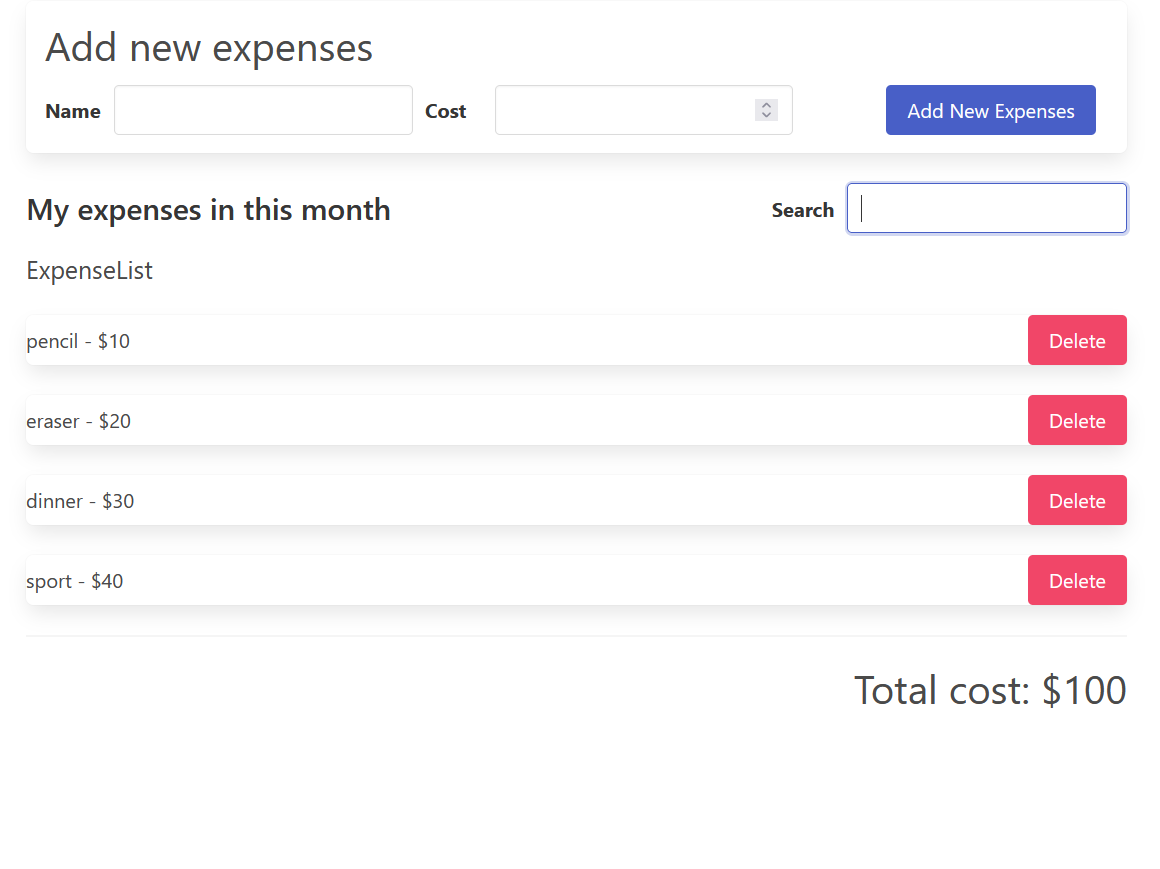 Add new expenses
Name Cost Add New Expenses
My expenses in this month Search
ExpenseList
pencil - $10 Delete
eraser - $20 Delete
dinner - $30 Delete
sport - $40 Delete
Total cost: $100